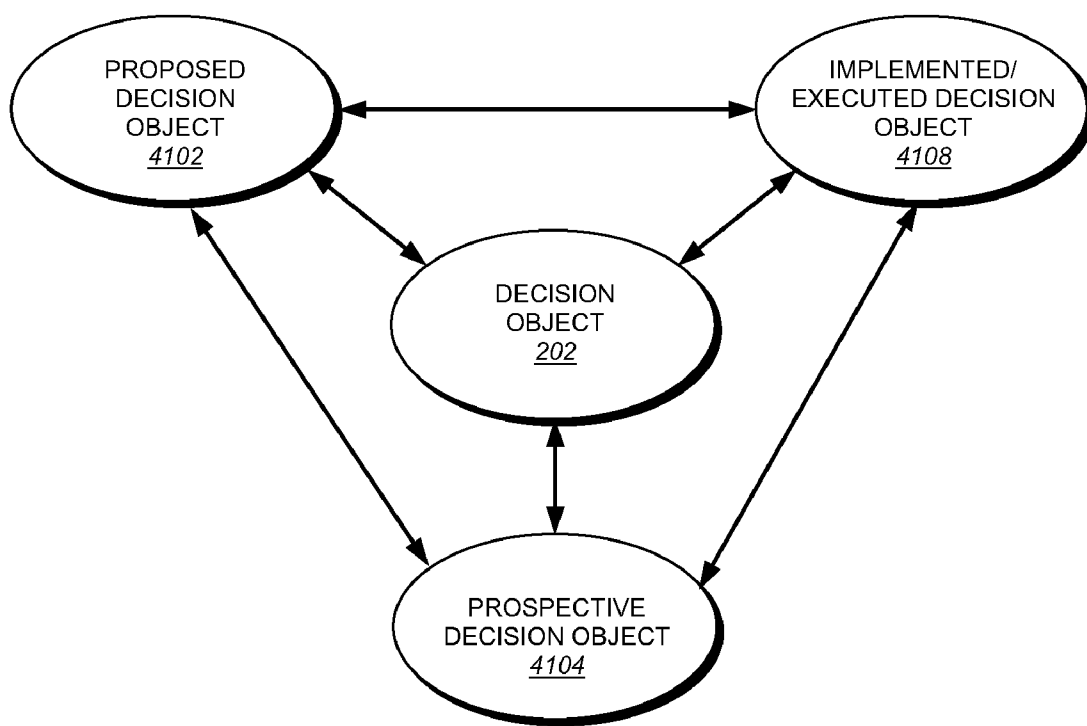 PROPOSED
DECISION
OBJECT
4102
IMPLEMENTED/
EXECUTED DECISION
OBJECT
4108
DECISION
OBJECT
202
PROSPECTIVE
DECISION OBJECT
4104